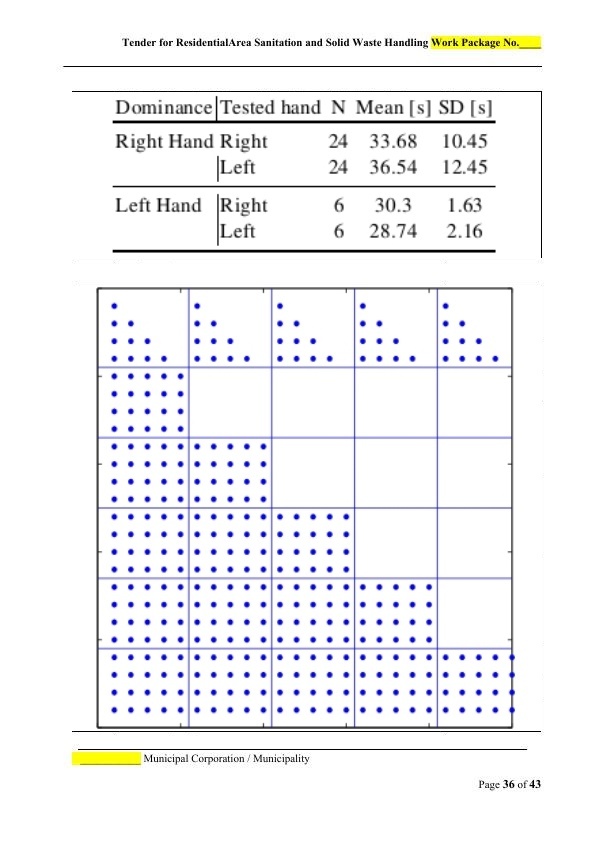 Tender for ResidentialArea Sanitation and Solid Waste Handling Work Package No.____
Dominance Tested hand N Mean [s] SD [s]
Right Hand Right 24 33.68 10.45
Left 24 36.54 12.45
Left Hand Right 6 30.3 1.63
Left 6 28.74 2.16
___________ Municipal Corporation / Municipality
Page 36 of 43